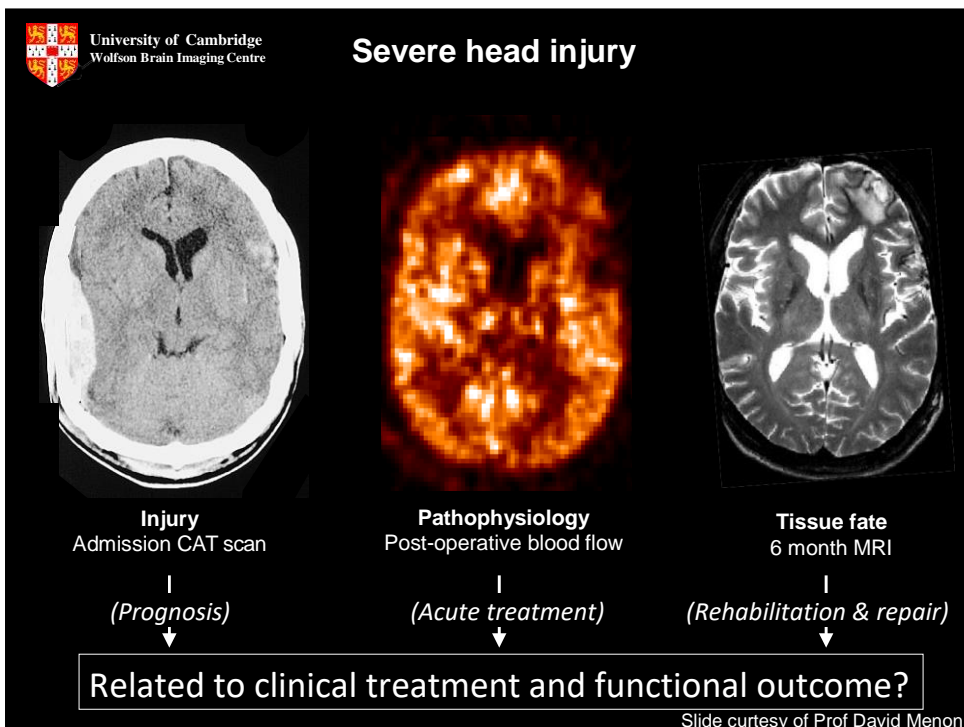 University of Cambridge
Wolfson Brain Imaging Centre
Severe head injury
Injury
Admission CAT scan
Pathophysiology
Post-operative blood flow
Tissue fate
6 month MRI
(Prognosis)
(Acute treatment)
(Rehabilitation & repair)
Related to clinical treatment and functional outcome?
Slide curtesy of Prof David Menon